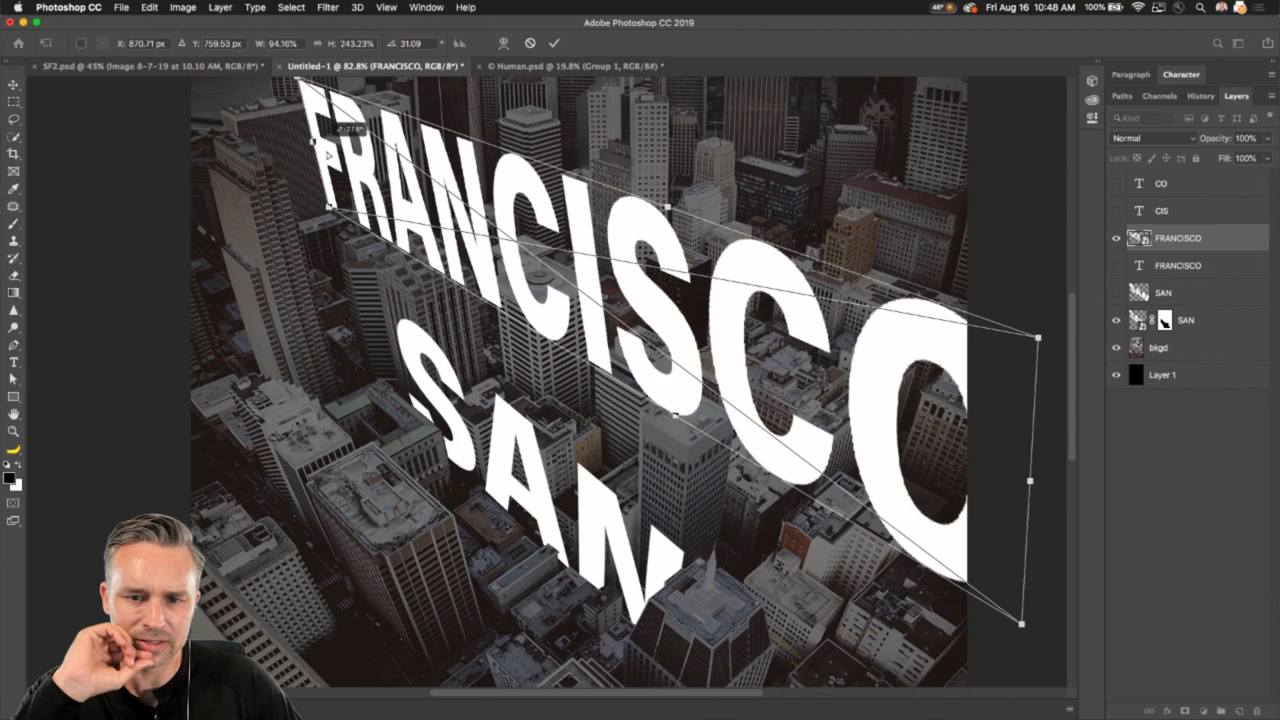 Photoshop CC File Edit Image Layer Type Select Filter 3D View Window Help Fri Aug 16 10:48 AM 100%
Adobe Photoshop CC 2019
X: 870.71 px Y: 759.53 px W: 94.16% H: 243.23% 31.09
× SF2.psd @ 45% (Image 8-7-19 at 10.10 AM, RGB/8*) * × Untitled-1 @ 82.8% (FRANCISCO, RGB/8*) * × © Human.psd @ 19.8% (Group 1, RGB/8#) *
Paragraph Character
Paths Channels History Layers
Kind
Normal Opacity: 100%
Lock: Fill: 100%
T CO
T CIS
FRANCISCO
T FRANCISCO
SAN
SAN
bkgd
Layer 1
FRANCISCO
SAN